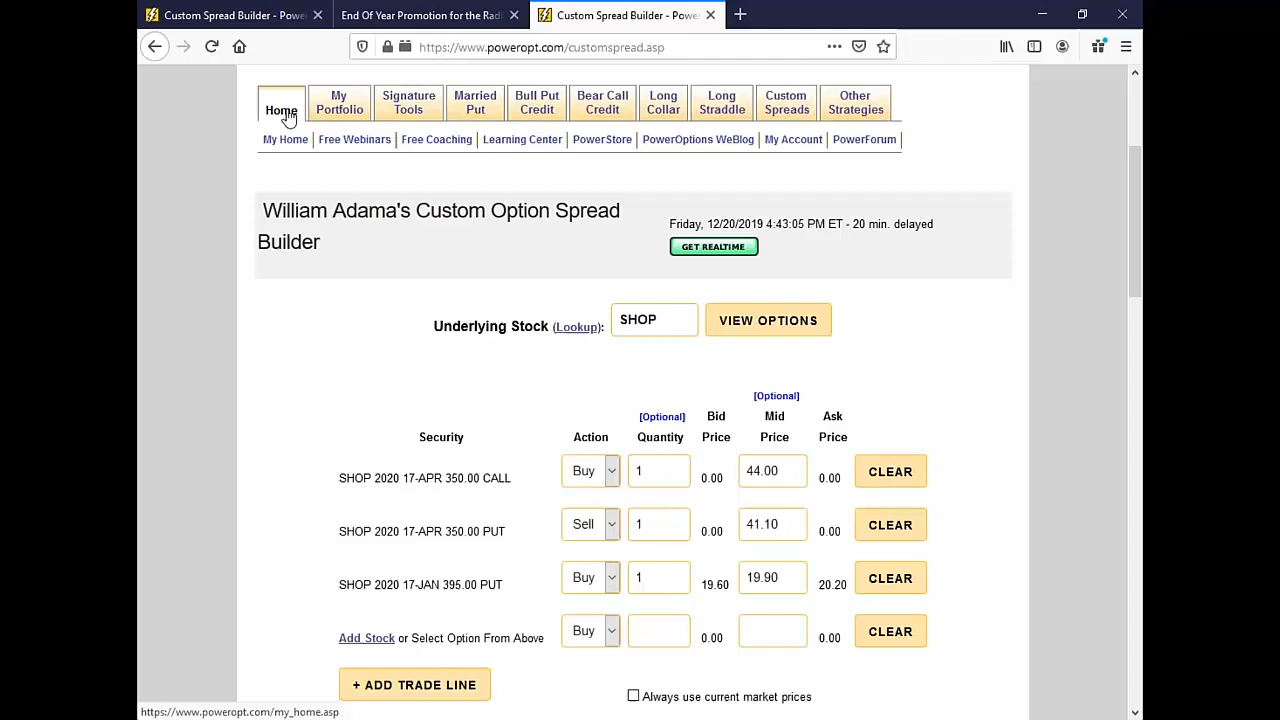 Custom Spread Builder - Powe
End Of Year Promotion for the Radi
Custom Spread Builder - Powe
https://www.poweropt.com/customspread.asp
Home
My Portfolio
Signature Tools
Married Put
Bull Put Credit
Bear Call Credit
Long Collar
Long Straddle
Custom Spreads
Other Strategies
My Home
Free Webinars
Free Coaching
Learning Center
PowerStore
PowerOptions WeBlog
My Account
PowerForum
William Adama's Custom Option Spread
Builder
Friday, 12/20/2019 4:43:05 PM ET - 20 min. delayed
GET REALTIME
Underlying Stock (Lookup): SHOP VIEW OPTIONS
[Optional]
[Optional] Bid Mid Ask
Security Action Quantity Price Price Price
SHOP 2020 17-APR 350.00 CALL Buy 1 0.00 44.00 0.00 CLEAR
SHOP 2020 17-APR 350.00 PUT Sell 1 0.00 41.10 0.00 CLEAR
SHOP 2020 17-JAN 395.00 PUT Buy 1 19.60 19.90 20.20 CLEAR
Add Stock or Select Option From Above Buy 0.00 0.00 CLEAR
+ ADD TRADE LINE
Always use current market prices
https://www.poweropt.com/my_home.asp